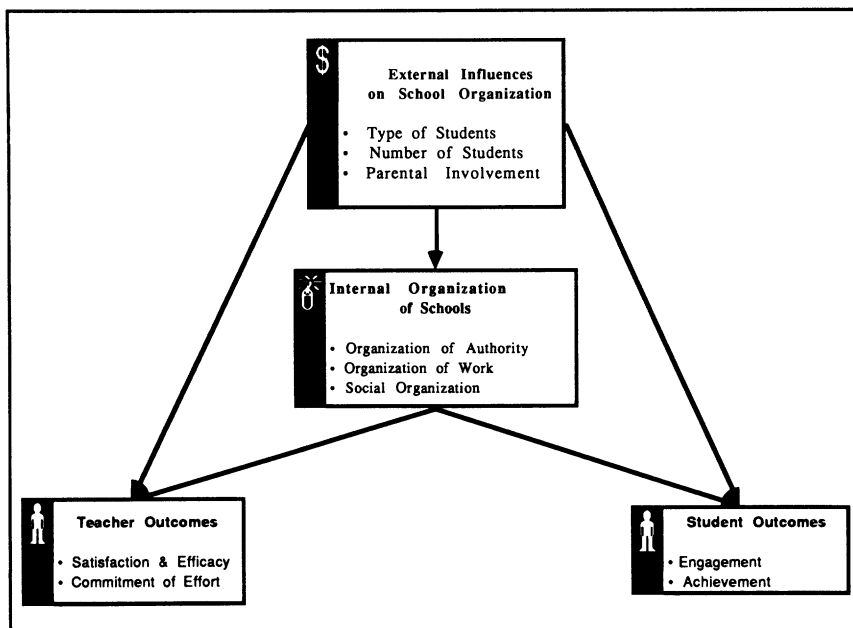 $
External Influences
on School Organization
• Type of Students
• Number of Students
• Parental Involvement
Internal Organization
of Schools
• Organization of Authority
• Organization of Work
• Social Organization
Teacher Outcomes
• Satisfaction & Efficacy
• Commitment of Effort
Student Outcomes
• Engagement
• Achievement